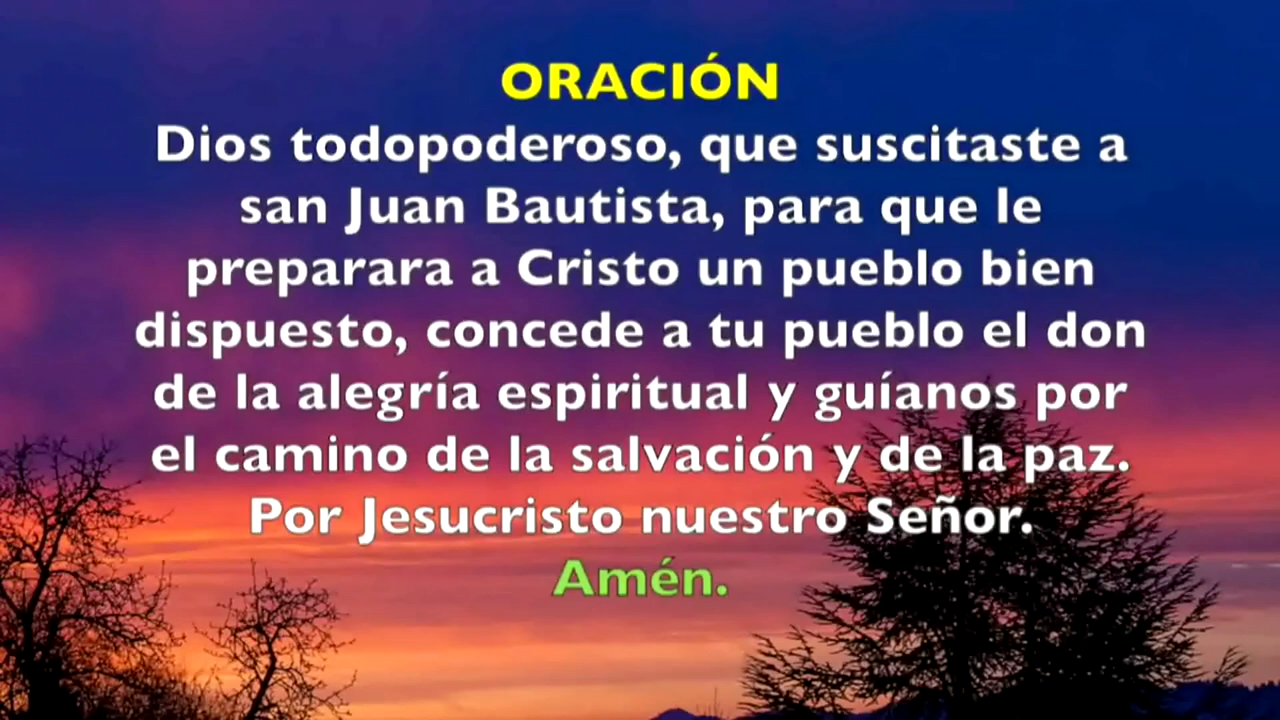 ORACIÓN
Dios todopoderoso, que suscitaste a
san Juan Bautista, para que le
preparara a Cristo un pueblo bien
dispuesto, concede a tu pueblo el don
de la alegría espiritual y guíanos por
el camino de la salvación y de la paz.
Por Jesucristo nuestro Señor.
Amén.